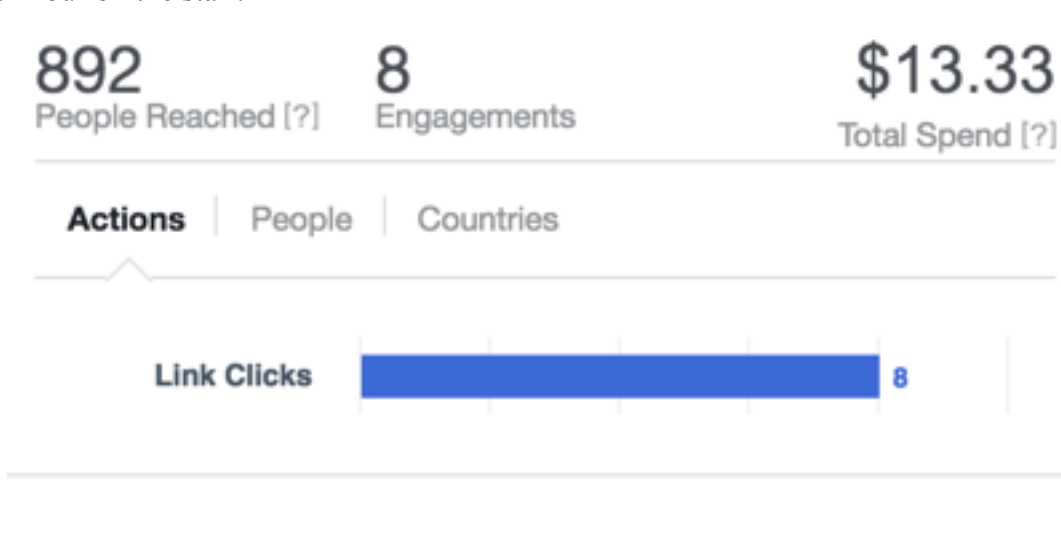 892 8 $13.33
People Reached [?] Engagements Total Spend [?]
Actions People Countries
Link Clicks 8